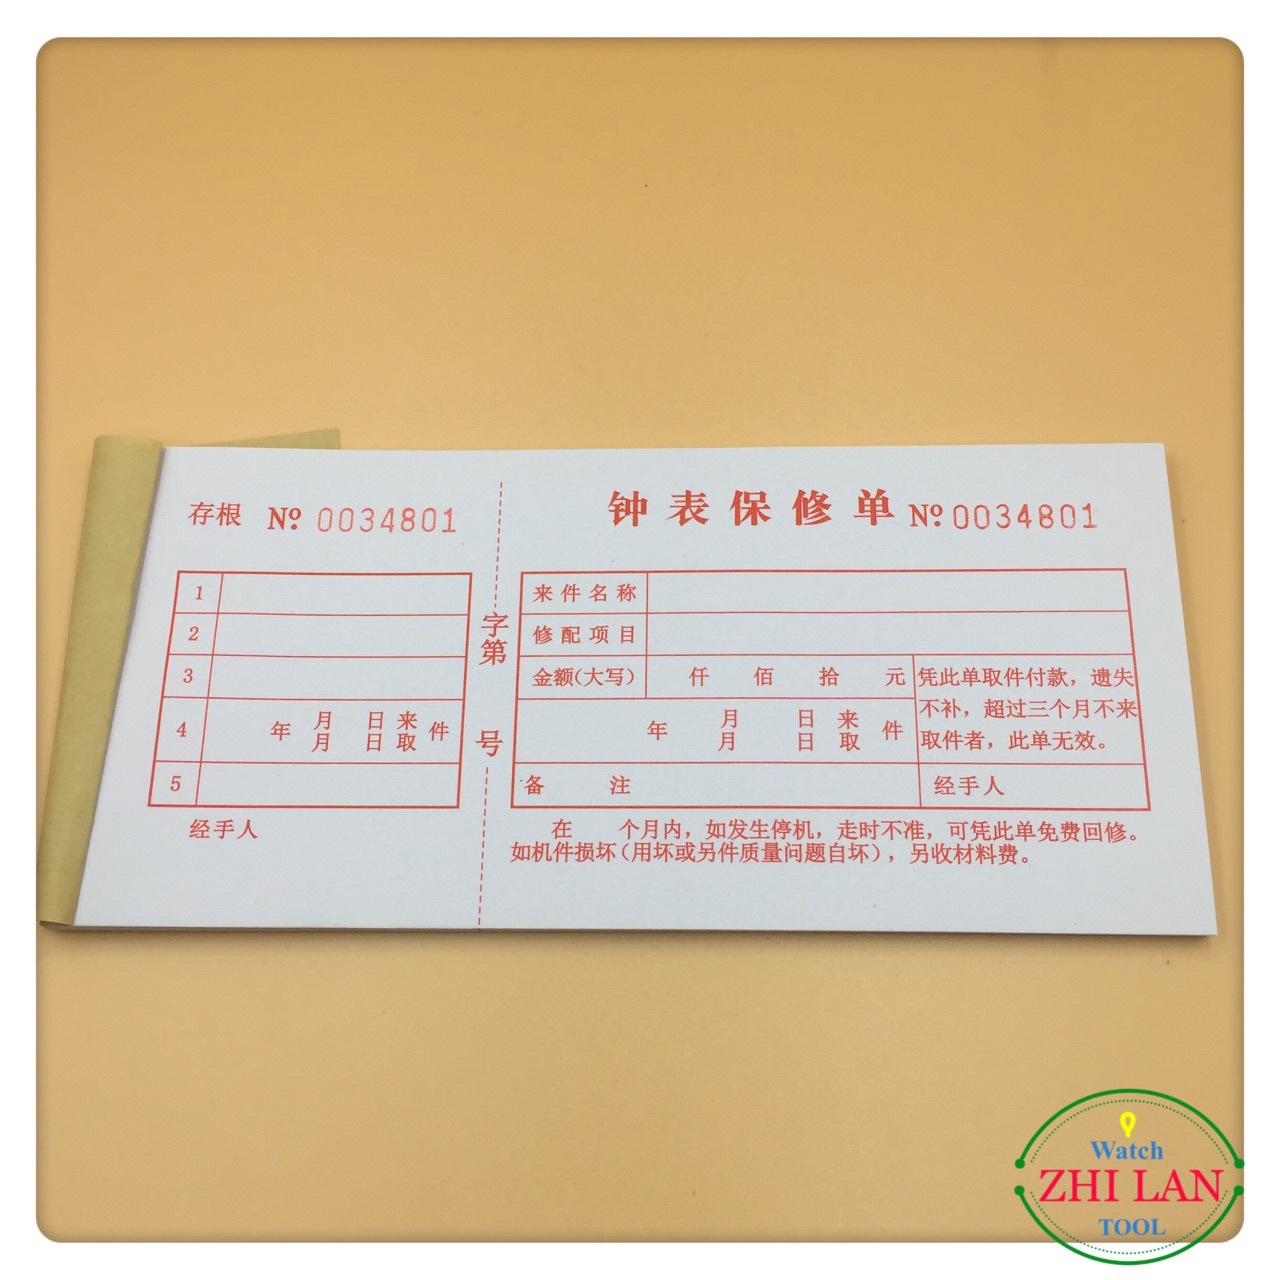 存根 Nº 0034801
1
2
3
4 年 月 日 来 件
月 日 取
5
经手人
字第
号
钟表保修单 Nº 0034801
来件名称
修配项目
金额(大写) 仟 佰 拾 元
凭此单取件付款，遗失
不补，超过三个月不来
取件者，此单无效。
年 月 日 来 件
月 日 取
备 注
经手人
在 个月内，如发生停机，走时不准，可凭此单免费回修。
如机件损坏(用坏或另件质量问题自坏)，另收材料费。
Watch
ZHI LAN
TOOL